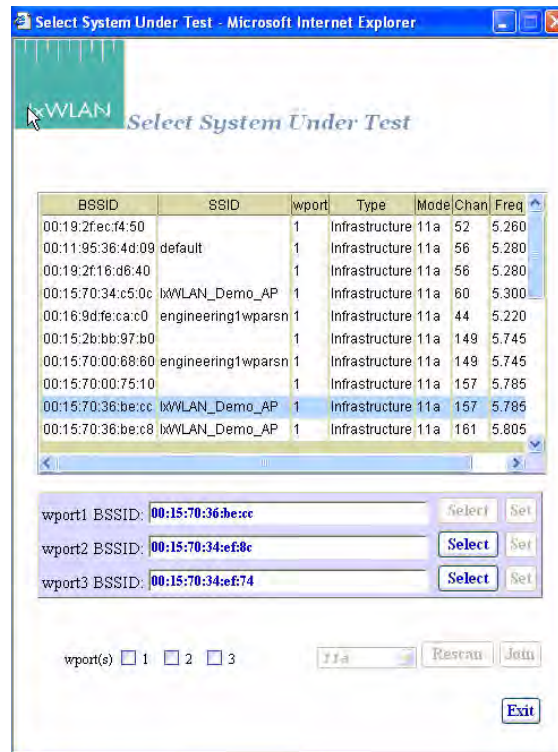 Select System Under Test - Microsoft Internet Explorer
IxWLAN
Select System Under Test
BSSID SSID wport Type Mode Chan Freq
00:19:2f:ec:f4:50 1 Infrastructure 11a 52 5.260
00:11:95:36:4d:09 default 1 Infrastructure 11a 56 5.280
00:19:2f:16:d6:40 1 Infrastructure 11a 56 5.280
00:15:70:34:c5:0c IxWLAN_Demo_AP 1 Infrastructure 11a 60 5.300
00:16:9d:fe:ca:c0 engineering1wparsn 1 Infrastructure 11a 44 5.220
00:15:2b:bb:97:b0 1 Infrastructure 11a 149 5.745
00:15:70:00:68:60 engineering1wparsn 1 Infrastructure 11a 149 5.745
00:15:70:00:75:10 1 Infrastructure 11a 157 5.785
00:15:70:36:be:cc IxWLAN_Demo_AP 1 Infrastructure 11a 157 5.785
00:15:70:36:be:c8 IxWLAN_Demo_AP 1 Infrastructure 11a 161 5.805
wport1 BSSID: 00:15:70:36:be:cc Select Set
wport2 BSSID: 00:15:70:34:ef:8c Select Set
wport3 BSSID: 00:15:70:34:ef:74 Select Set
wport(s) 1 2 3 11a Rescan Join
Exit